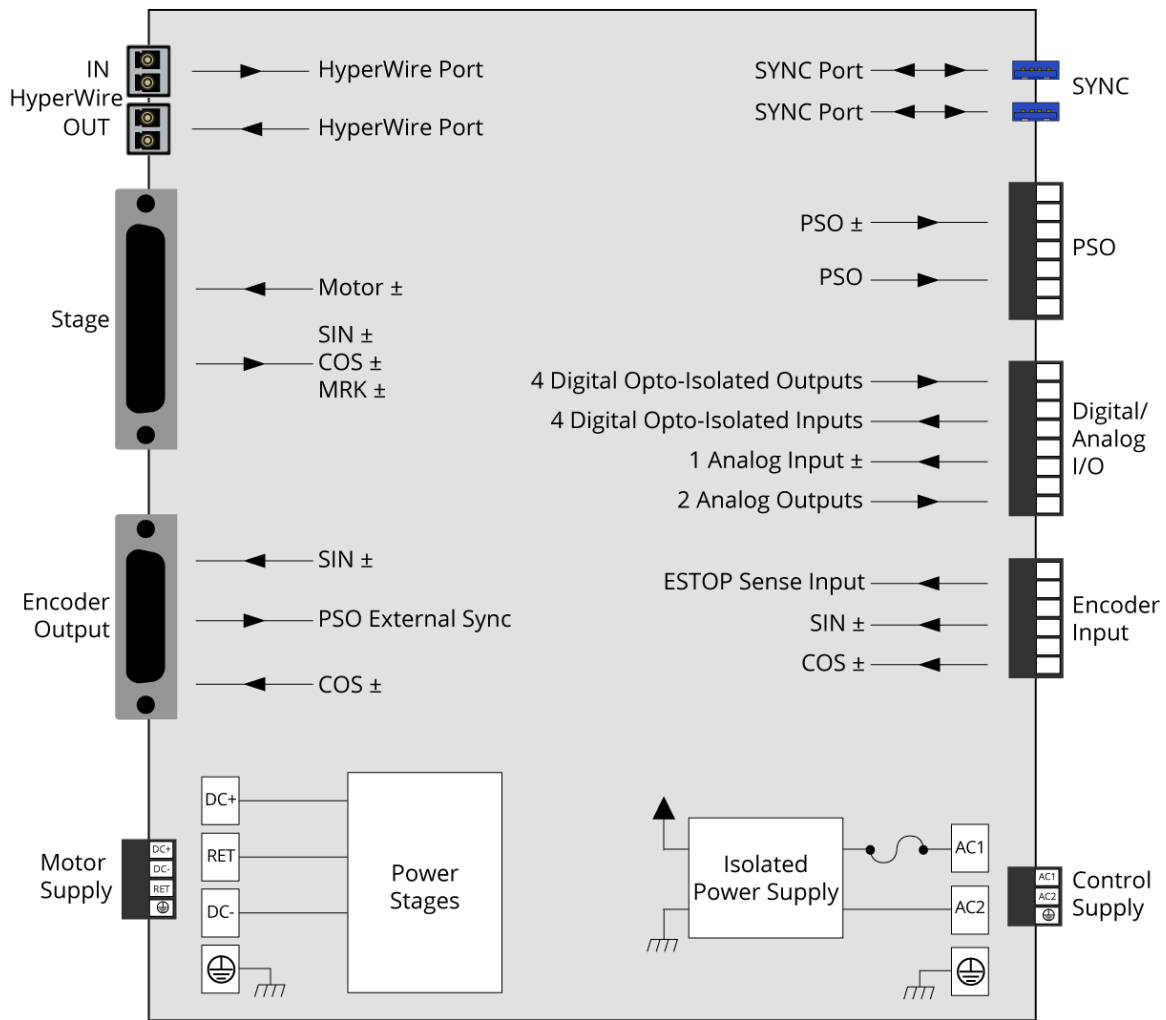 IN
HyperWire
OUT
HyperWire Port
HyperWire Port
SYNC Port
SYNC Port
SYNC
Stage
Motor ±
SIN ±
COS ±
MRK ±
PSO ±
PSO
PSO
4 Digital Opto-Isolated Outputs
4 Digital Opto-Isolated Inputs
1 Analog Input ±
2 Analog Outputs
Digital/
Analog
I/O
Encoder
Output
SIN ±
PSO External Sync
COS ±
ESTOP Sense Input
SIN ±
COS ±
Encoder
Input
Motor
Supply
DC+
DC-
RET
DC+
RET
DC-
Power
Stages
Isolated
Power Supply
AC1
AC2
AC1
AC2
Control
Supply